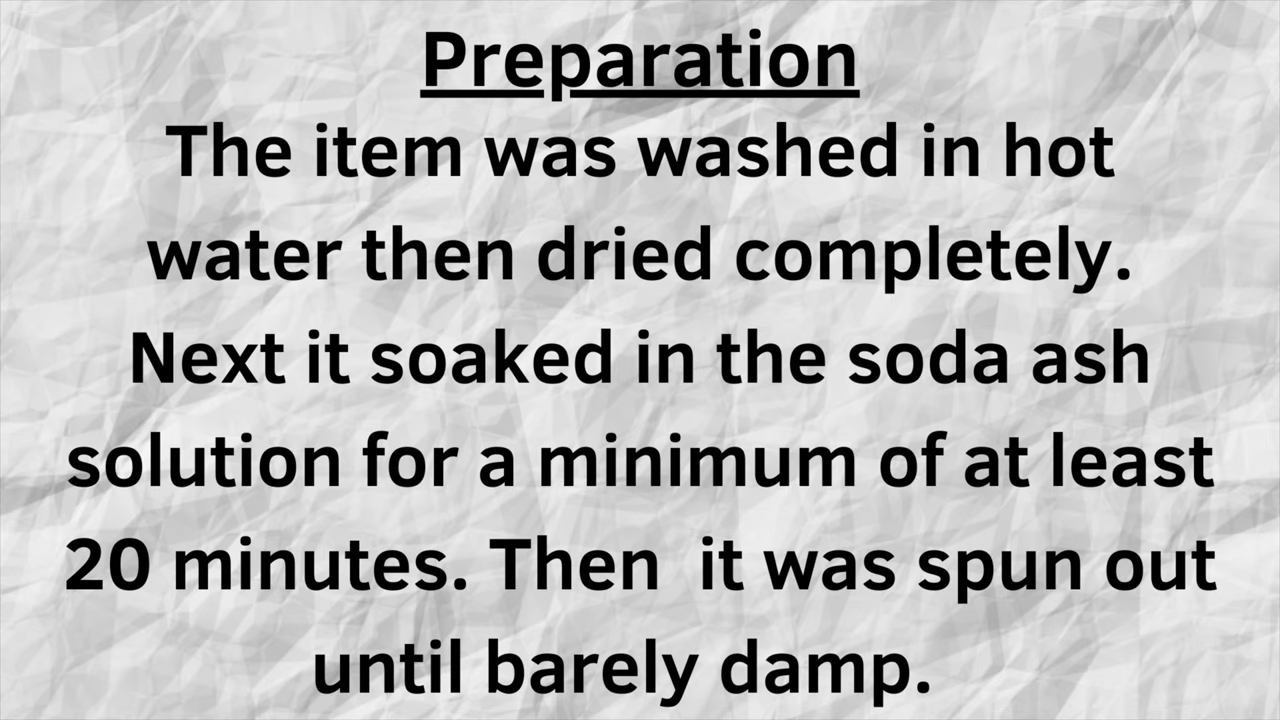 Preparation
The item was washed in hot
water then dried completely.
Next it soaked in the soda ash
solution for a minimum of at least
20 minutes. Then  it was spun out
until barely damp.